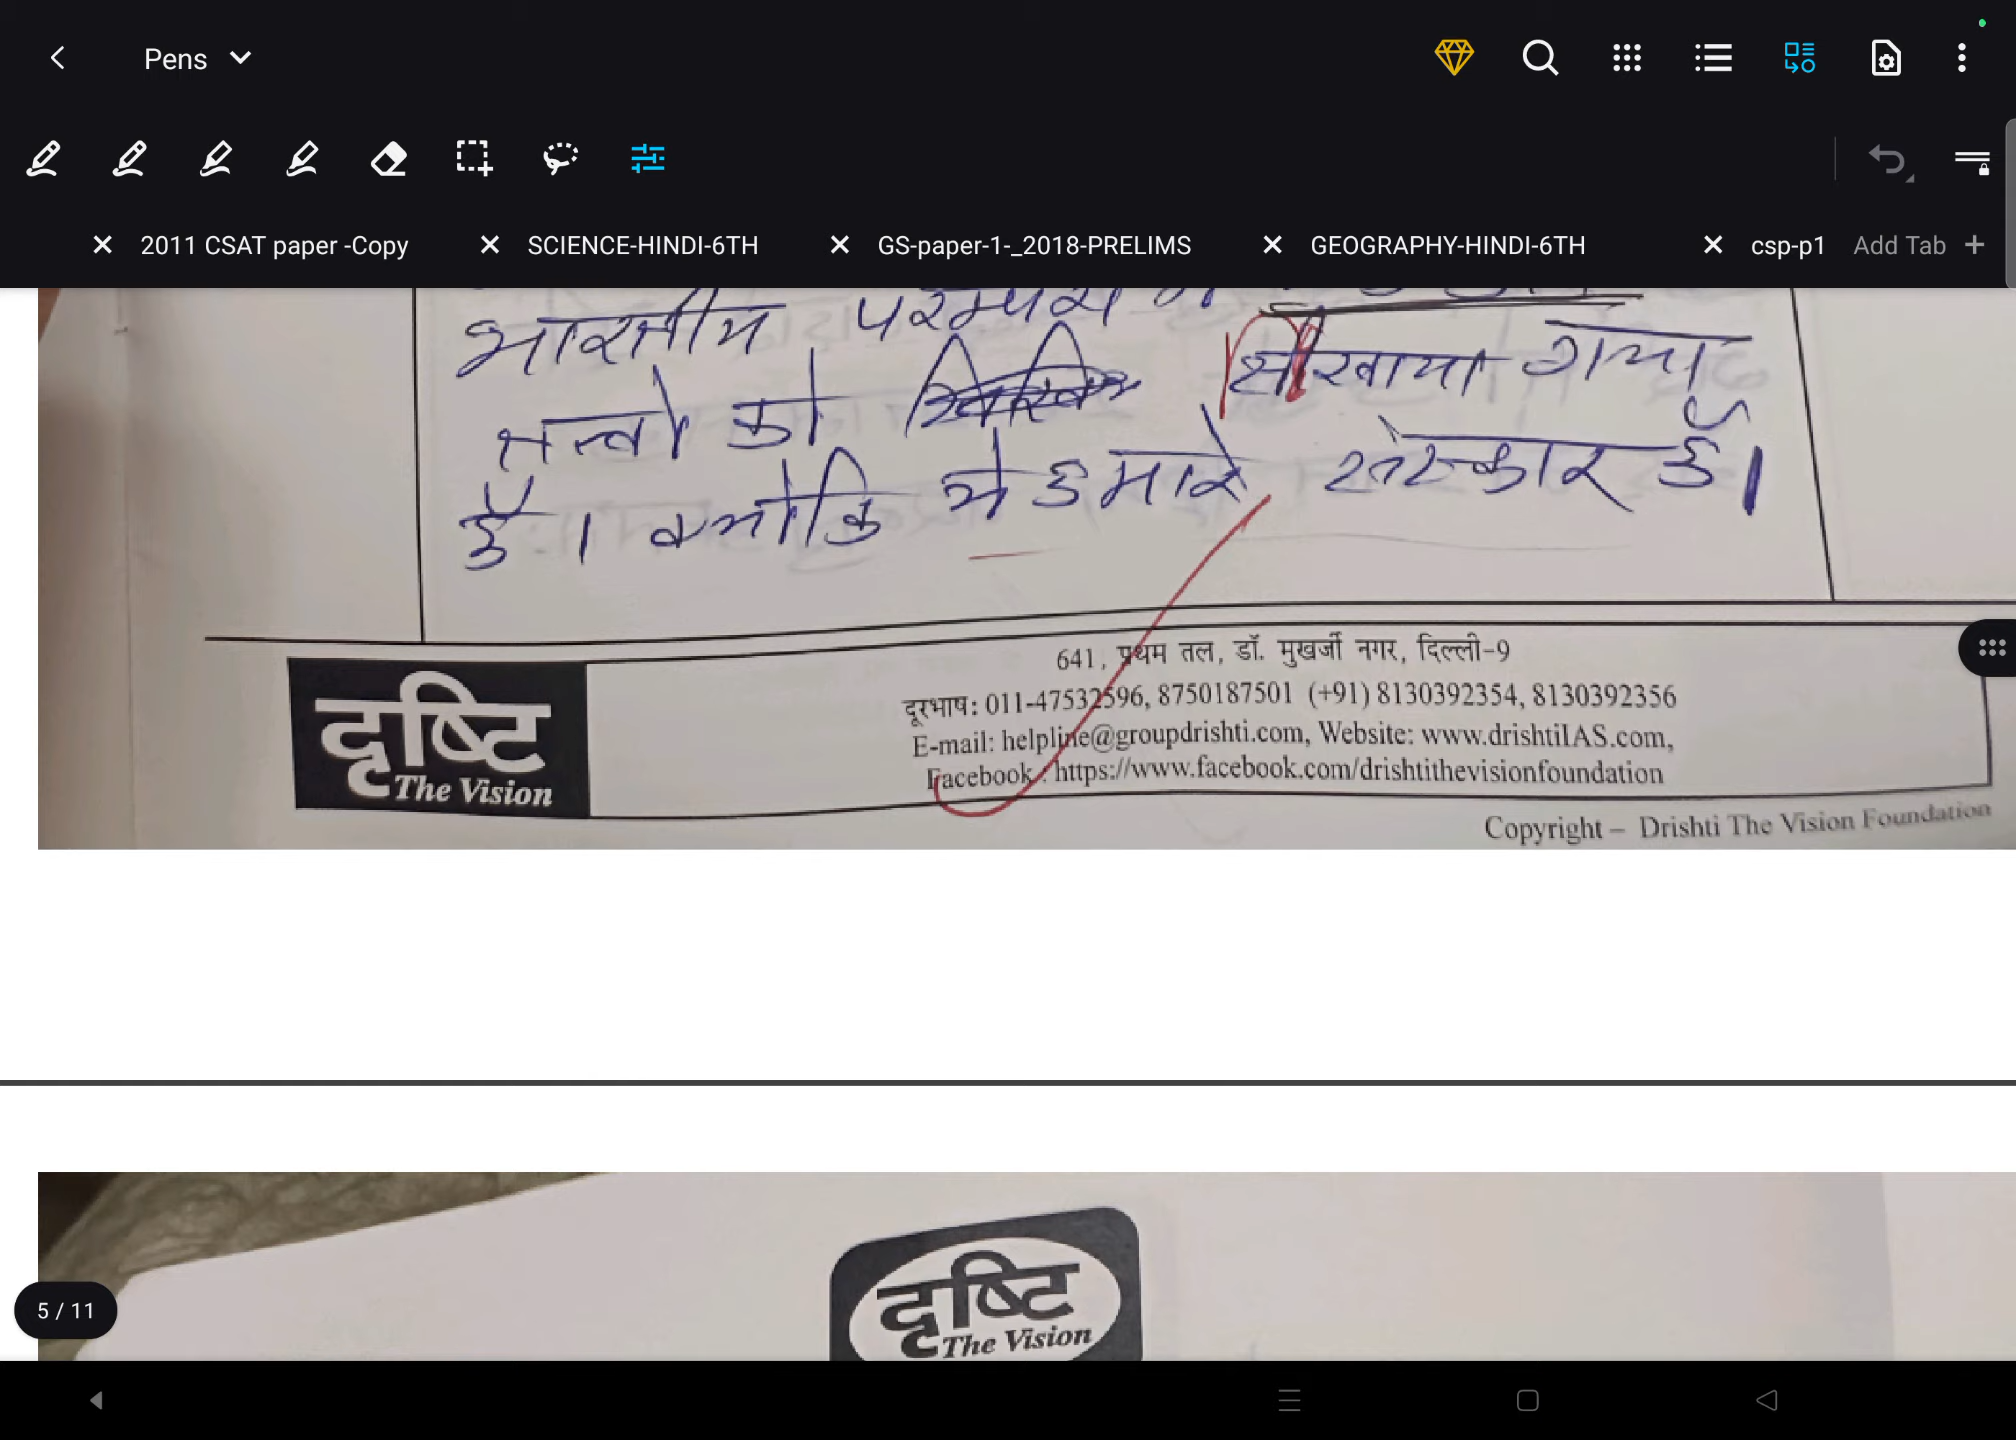 Pens
2011 CSAT paper -Copy
SCIENCE-HINDI-6TH
GS-paper-1-_2018-PRELIMS
GEOGRAPHY-HINDI-6TH
csp-p1
Add Tab +
भारतीय परम्परा में
तत्वो को सीखाया गया
हैं। क्योकि ये हमारे संस्कार हैं।
641, प्रथम तल, डॉ. मुखर्जी नगर, दिल्ली-9
दूरभाष: 011-47532596, 8750187501 (+91) 8130392354, 8130392356
E-mail: helpline@groupdrishti.com, Website: www.drishtiIAS.com,
Facebook : https://www.facebook.com/drishtithevisionfoundation
दृष्टि
The Vision
Copyright – Drishti The Vision Foundation
दृष्टि
The Vision
5 / 11